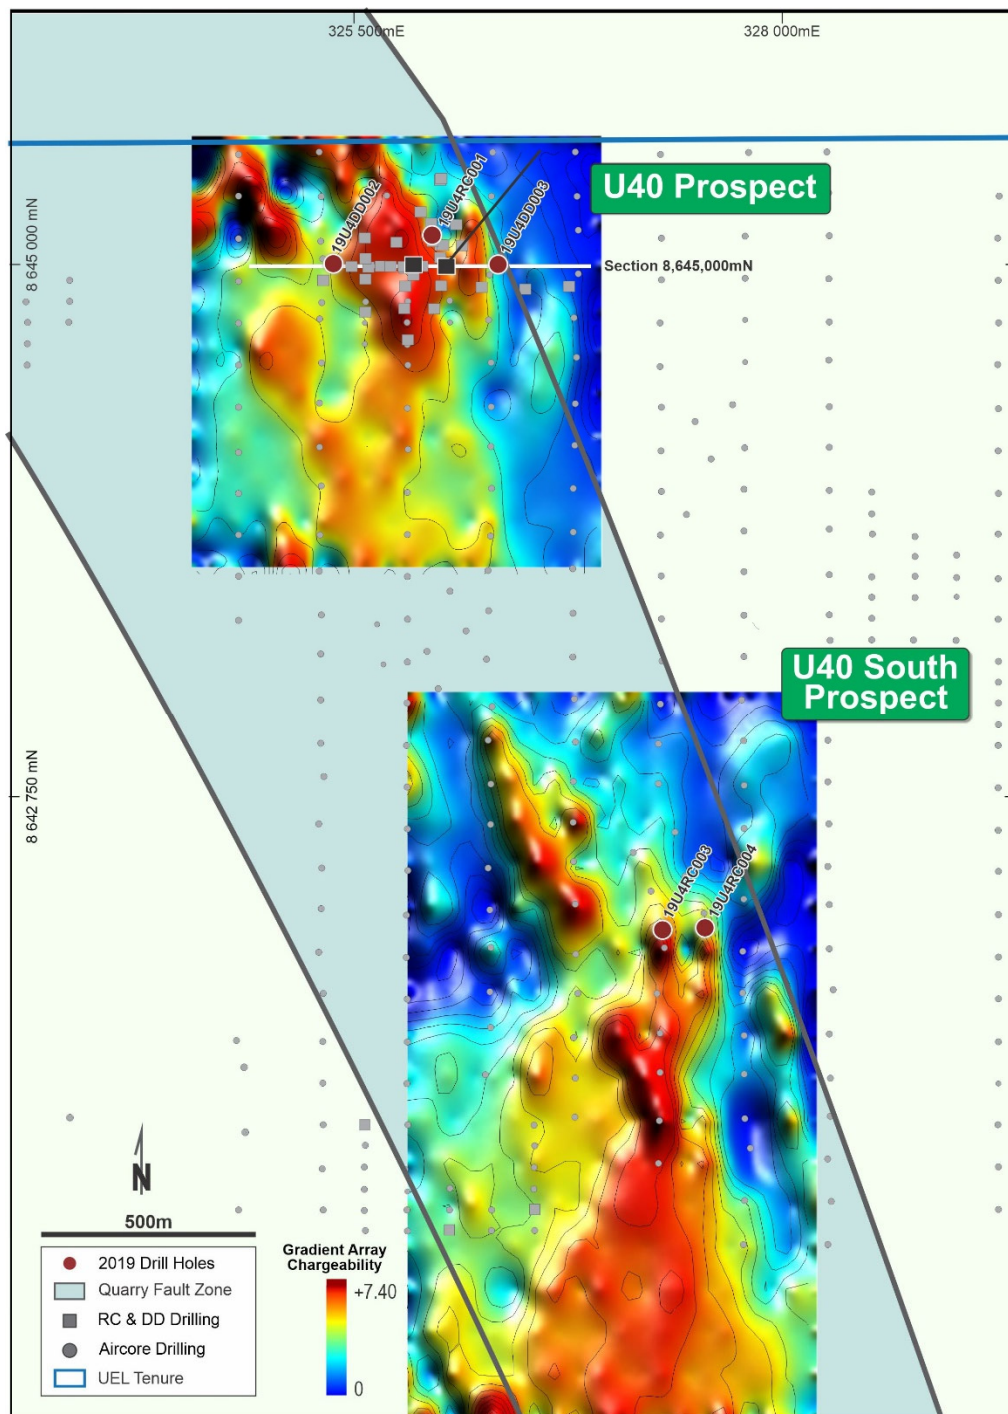 325 500mE
328 000mE
8 645 000 mN
19U4DD002
19U4RC001
19U4DD003
U40 Prospect
Section 8,645,000mN
U40 South
Prospect
8 642 750 mN
19U4RC003
19U4RC004
N
500m
2019 Drill Holes
Quarry Fault Zone
RC & DD Drilling
Aircore Drilling
UEL Tenure
Gradient Array
Chargeability
+7.40
0